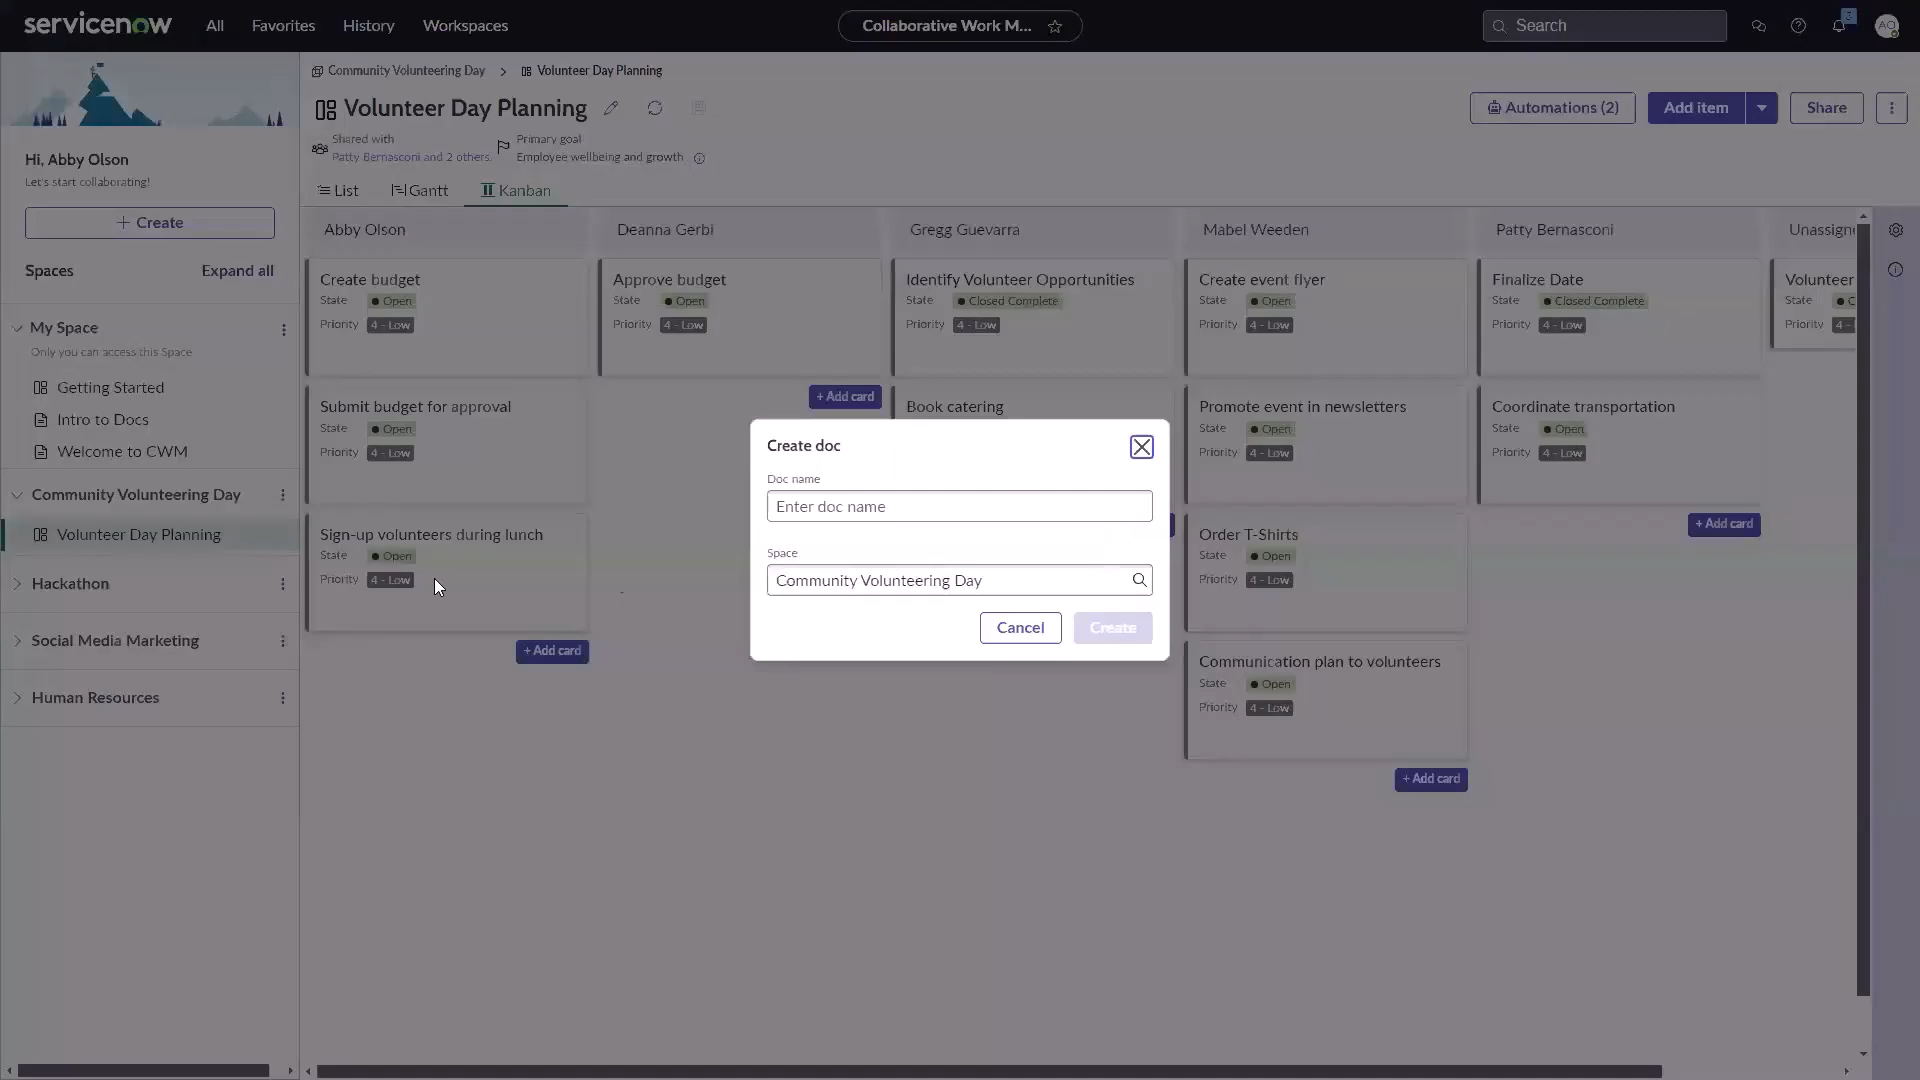 servicenow
All
Favorites
History
Workspaces
Collaborative Work M...
Search
3
AO
Hi, Abby Olson
Let's start collaborating!
+ Create
Spaces
Expand all
My Space
Only you can access this Space
Getting Started
Intro to Docs
Welcome to CWM
Community Volunteering Day
Volunteer Day Planning
Hackathon
Social Media Marketing
Human Resources
Community Volunteering Day
Volunteer Day Planning
Volunteer Day Planning
Shared with
Patty Bernasconi and 2 others.
Primary goal
Employee wellbeing and growth
Automations (2)
Add item
Share
List
Gantt
Kanban
Abby Olson
Create budget
State Open
Priority 4 - Low
Submit budget for approval
State Open
Priority 4 - Low
Sign-up volunteers during lunch
State Open
Priority 4 - Low
+ Add card
Deanna Gerbi
Approve budget
State Open
Priority 4 - Low
+ Add card
Gregg Guevarra
Identify Volunteer Opportunities
State Closed Complete
Priority 4 - Low
Book catering
Mabel Weeden
Create event flyer
State Open
Priority 4 - Low
Promote event in newsletters
State Open
Priority 4 - Low
Order T-Shirts
State Open
Priority 4 - Low
Communication plan to volunteers
State Open
Priority 4 - Low
+ Add card
Patty Bernasconi
Finalize Date
State Closed Complete
Priority 4 - Low
Coordinate transportation
State Open
Priority 4 - Low
+ Add card
Unassign
Volunteer
State C
Priority 4 -
Create doc
Doc name
Enter doc name
Space
Community Volunteering Day
Cancel
Create